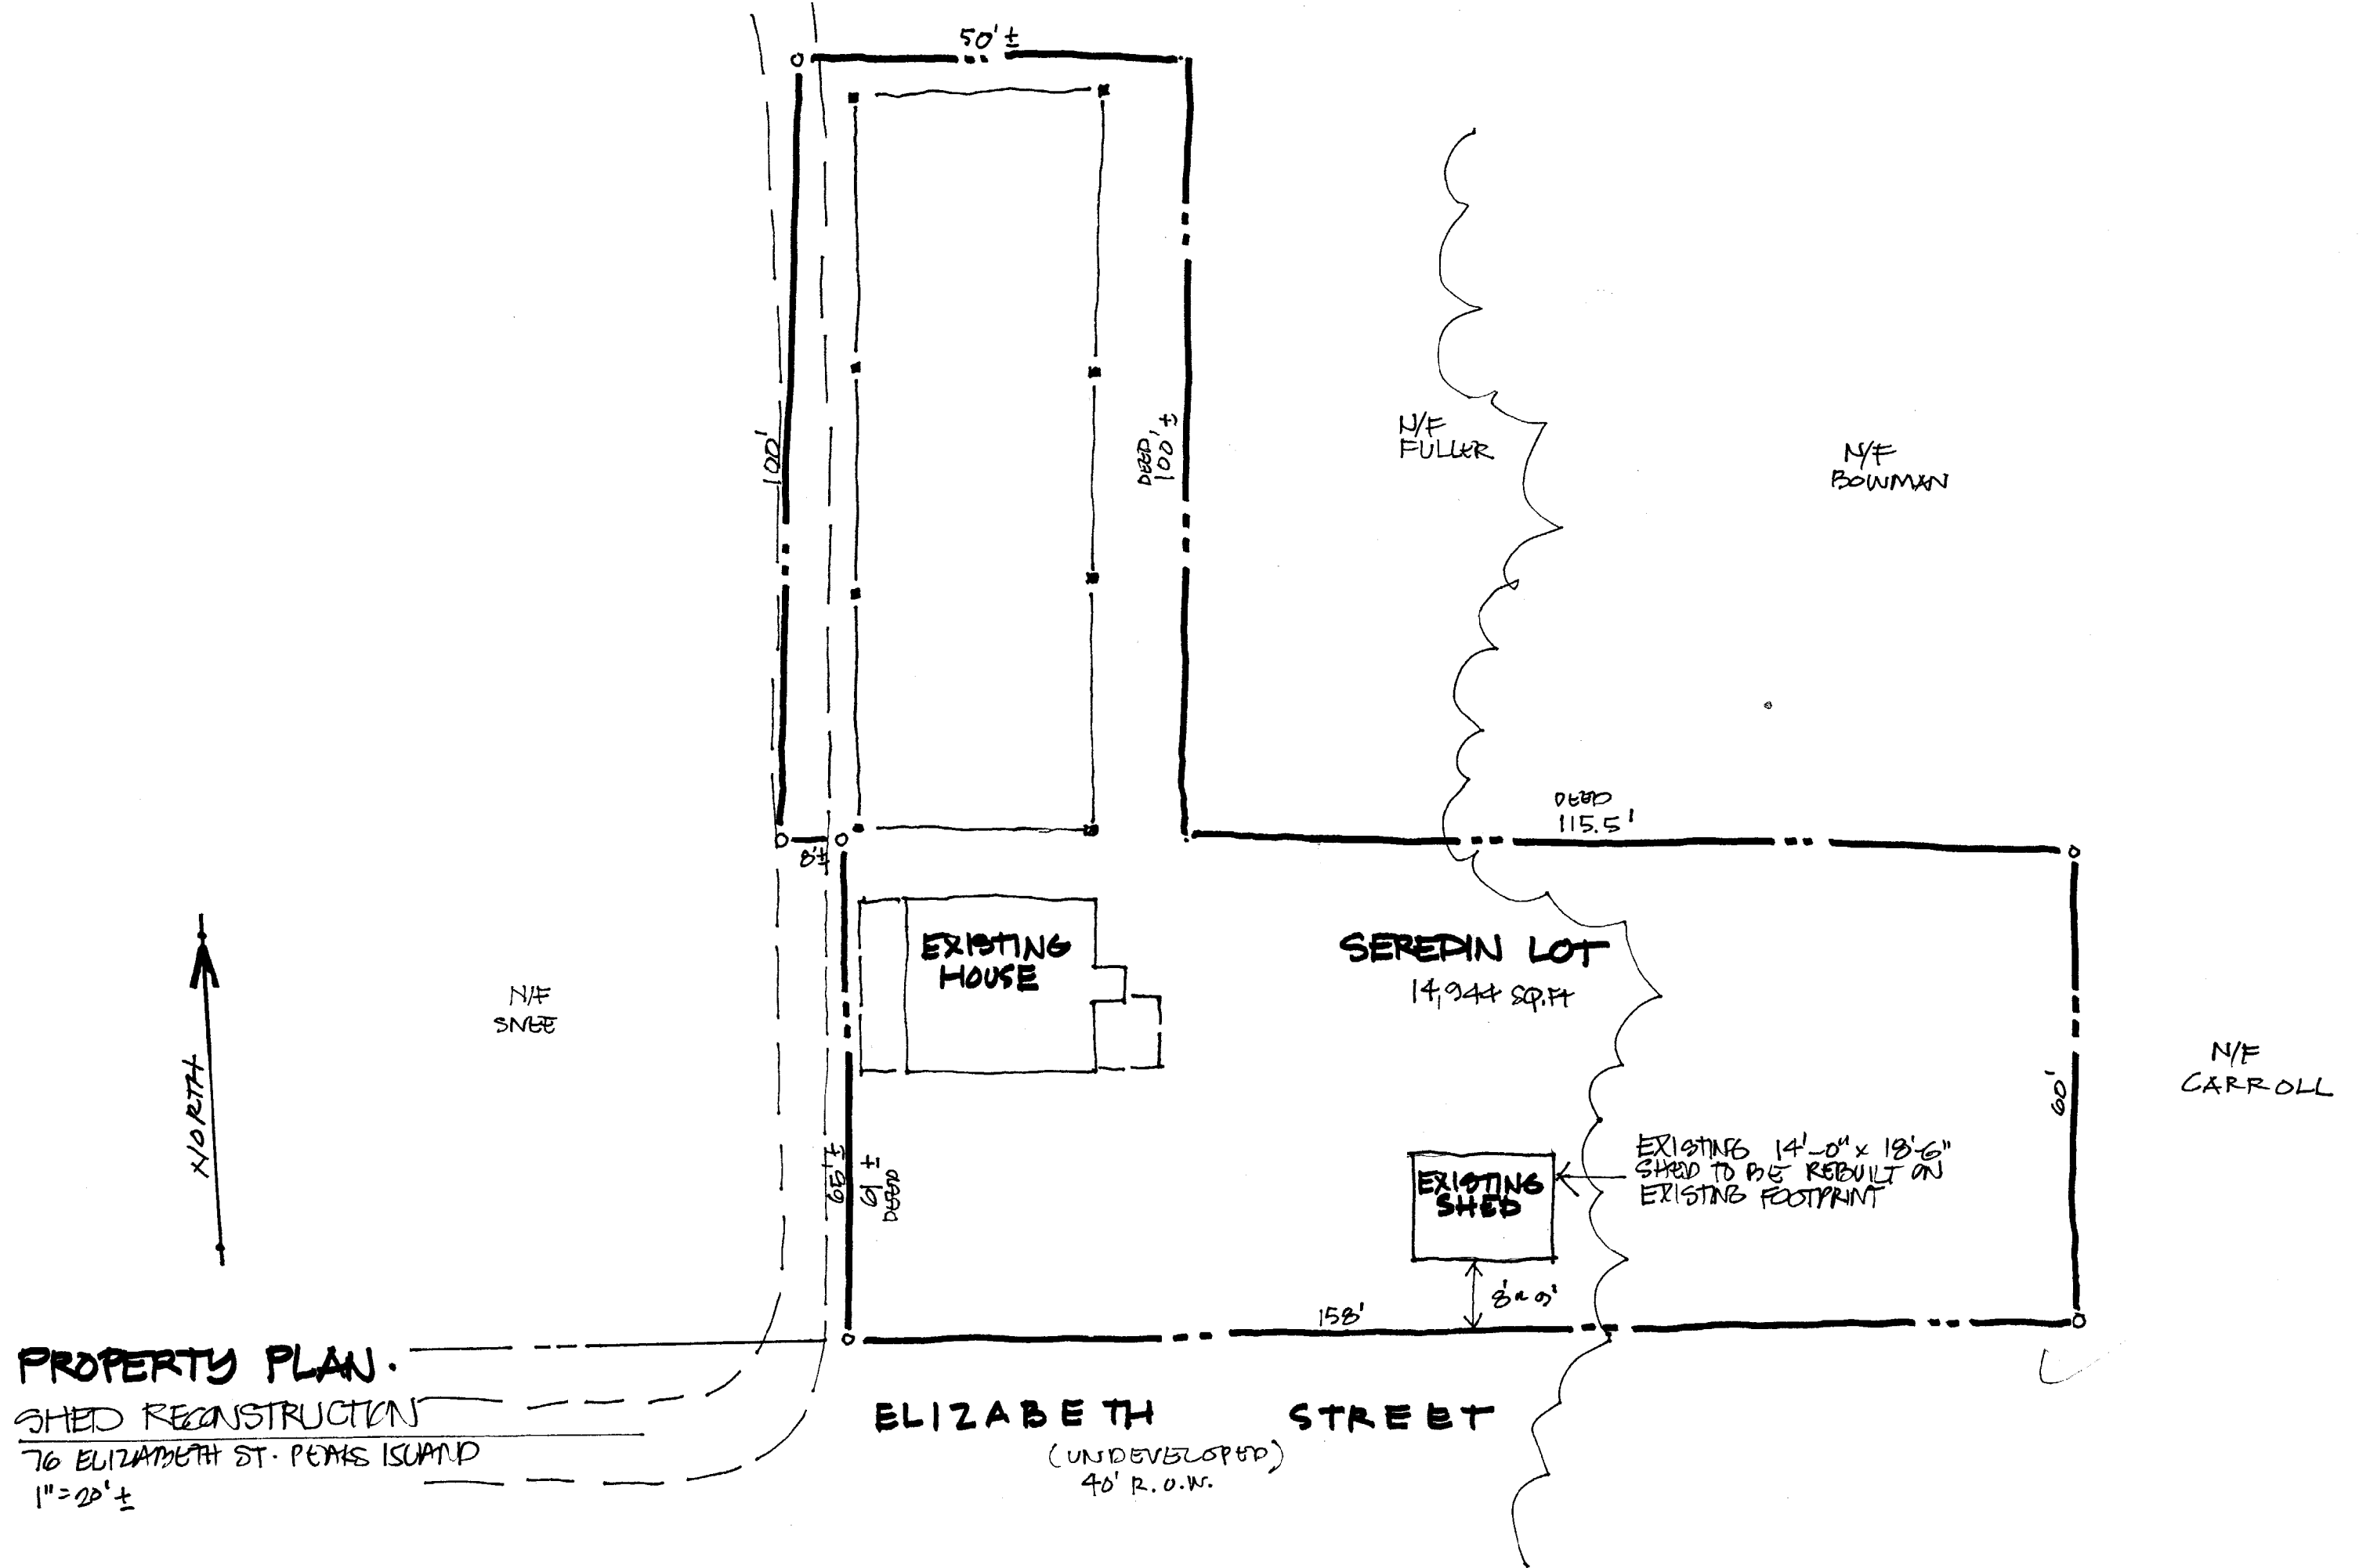 50'±
100'
DEED
100'±
N/F
FULLER
N/F
BOWMAN
DEED
115.5'
8'±
EXISTING
HOUSE
SEREDIN LOT
14,944 SQ.FT
N/F
SNEE
N/F
CARROLL
60'
NORTH
65'±
61±
DEED
EXISTING
SHED
EXISTING 14'-0" x 18'-6"
SHED TO BE REBUILT ON
EXISTING FOOTPRINT
158'
PROPERTY PLAN.
SHED RECONSTRUCTION
76 ELIZABETH ST. PEAKS ISLAND
1"=20'±
ELIZABETH STREET
(UNDEVELOPED)
40' R.O.W.